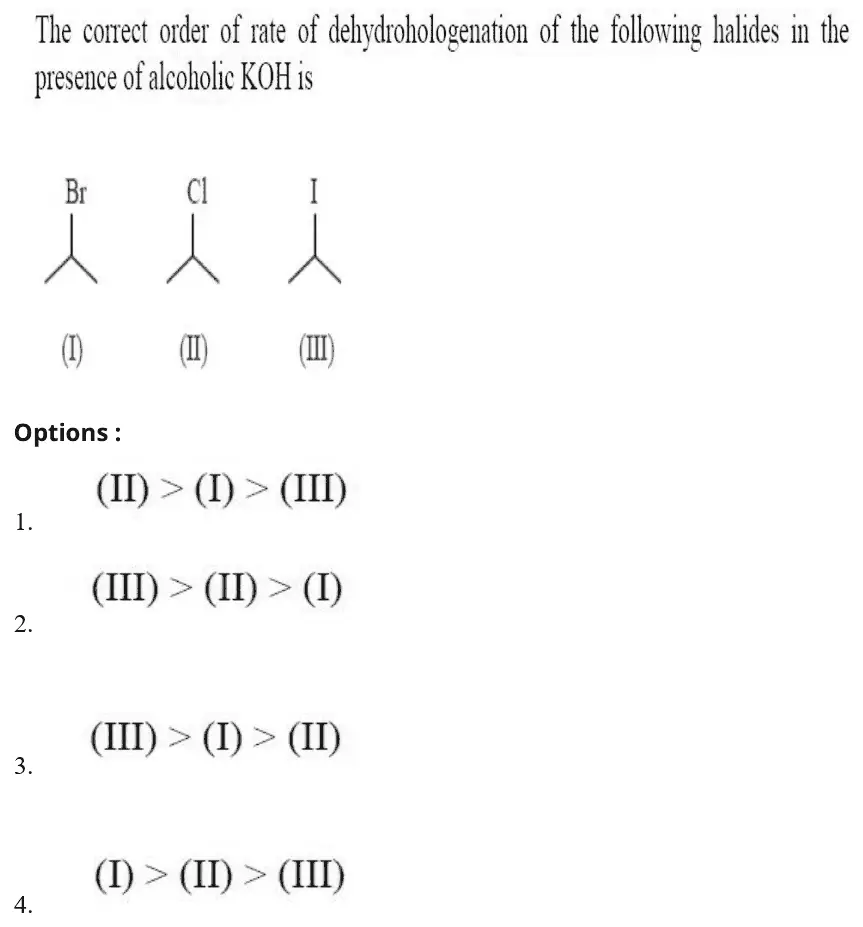 The correct order of rate of dehydrohologenation of the following halides in the
presence of alcoholic KOH is
Br Cl I
(I) (II) (III)
Options :
(II) > (I) > (III)
1.
(III) > (II) > (I)
2.
(III) > (I) > (II)
3.
(I) > (II) > (III)
4.